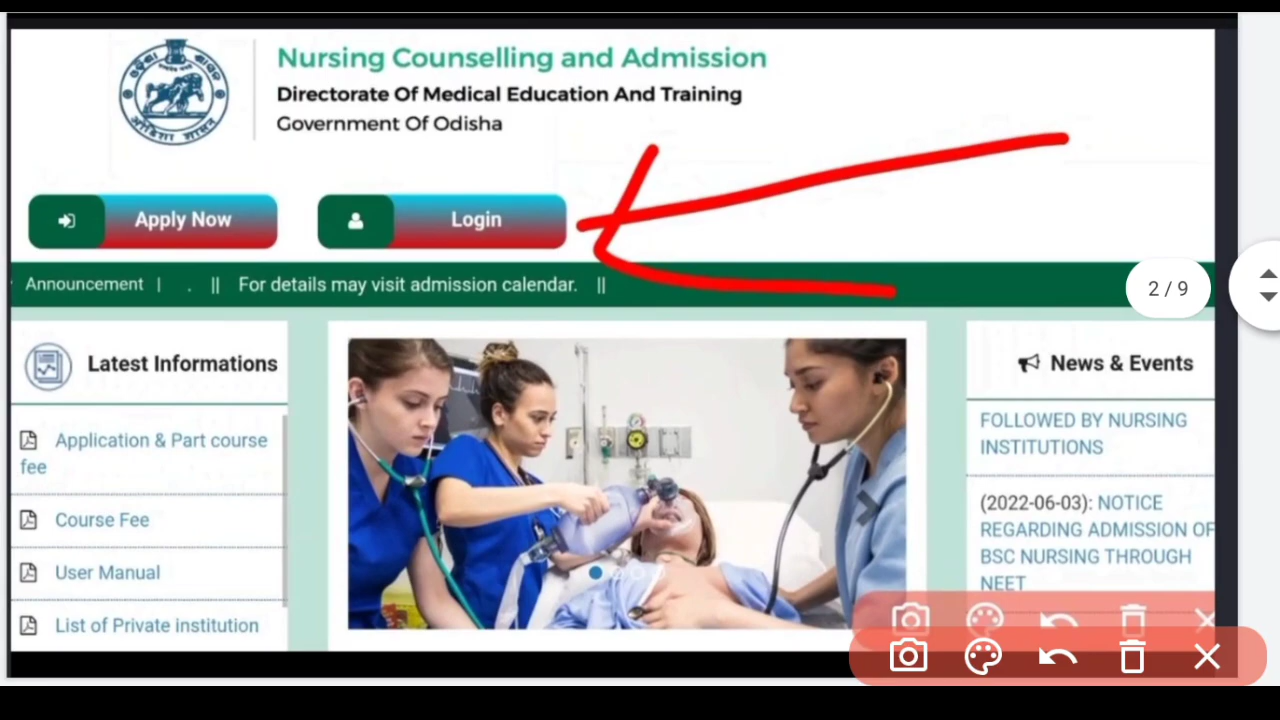 Nursing Counselling and Admission
Directorate Of Medical Education And Training
Government Of Odisha
Apply Now
Login
Announcement | . || For details may visit admission calendar. ||
2 / 9
Latest Informations
Application & Part course
fee
Course Fee
User Manual
List of Private institution
News & Events
FOLLOWED BY NURSING
INSTITUTIONS
(2022-06-03): NOTICE
REGARDING ADMISSION OF
BSC NURSING THROUGH
NEET